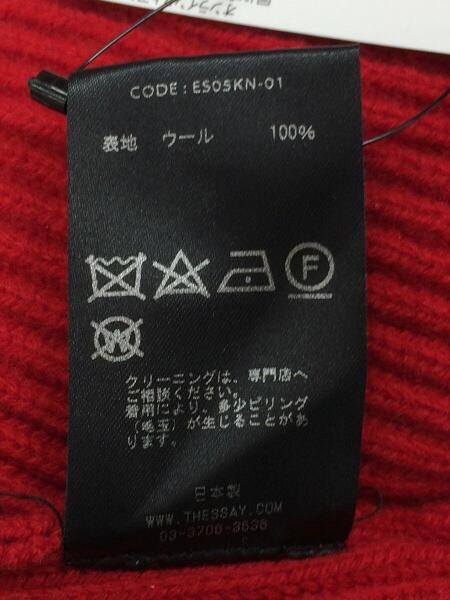 CODE : ES05KN-01
表地 ウール 100%
F
W
クリーニングは、専門店へ
ご相談ください。
着用により、多少ピリング
(毛玉)が生じることがあ
ります。
日本製
WWW.THESSAY.COM
03-3706-3636